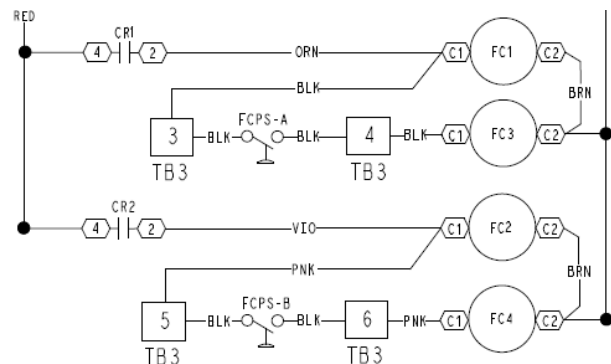 RED
CR1
4 2 ORN C1 FC1 C2
BLK
BRN
FCPS-A
3 BLK BLK 4 BLK C1 FC3 C2
TB3 TB3
CR2
4 2 VIO C1 FC2 C2
PNK
BRN
FCPS-B
5 BLK BLK 6 PNK C1 FC4 C2
TB3 TB3